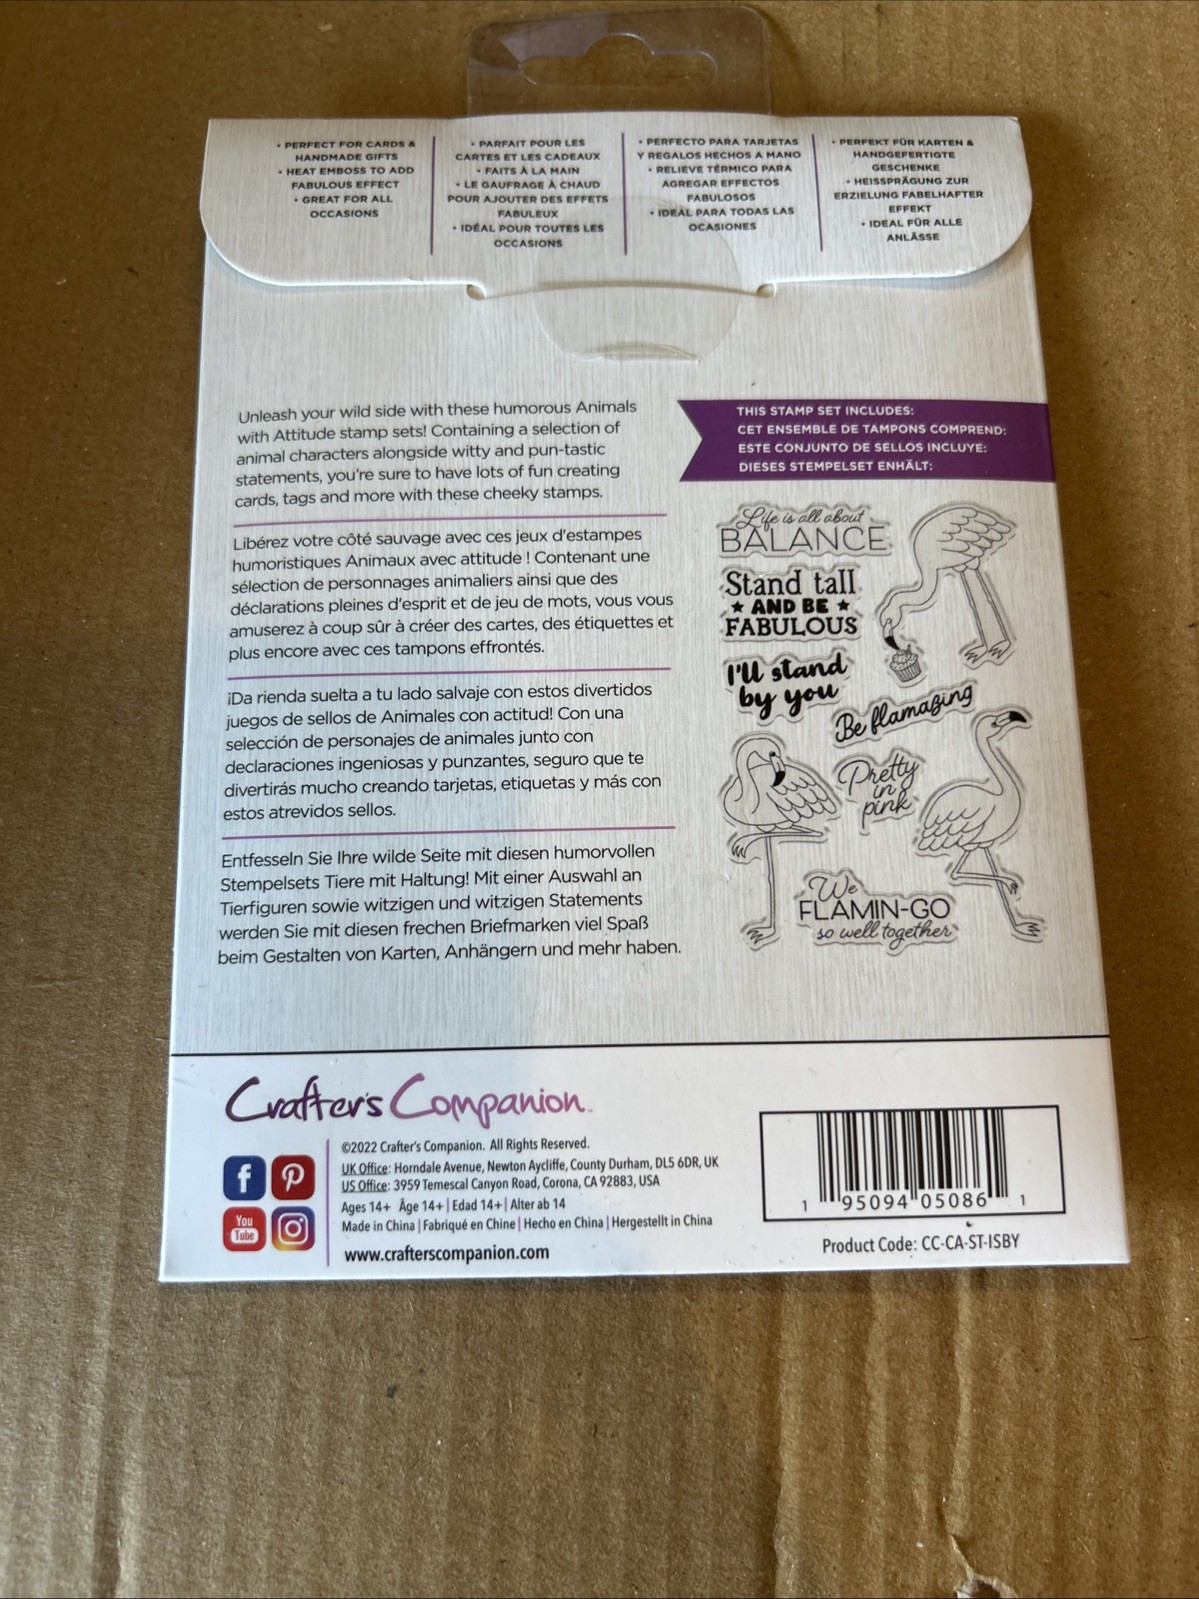 • PERFECT FOR CARDS &
HANDMADE GIFTS
• HEAT EMBOSS TO ADD
FABULOUS EFFECT
• GREAT FOR ALL
OCCASIONS
• PARFAIT POUR LES
CARTES ET LES CADEAUX
• FAITS À LA MAIN
• LE GAUFRAGE À CHAUD
POUR AJOUTER DES EFFETS
FABULEUX
• IDÉAL POUR TOUTES LES
OCCASIONS
• PERFECTO PARA TARJETAS
Y REGALOS HECHOS A MANO
• RELIEVE TÉRMICO PARA
AGREGAR EFFECTOS
FABULOSOS
• IDEAL PARA TODAS LAS
OCASIONES
• PERFEKT FÜR KARTEN &
HANDGEFERTIGTE
GESCHENKE
• HEISSPRÄGUNG ZUR
ERZIELUNG FABELHAFTER
EFFEKT
• IDEAL FÜR ALLE
ANLÄSSE
Unleash your wild side with these humorous Animals
with Attitude stamp sets! Containing a selection of
animal characters alongside witty and pun-tastic
statements, you're sure to have lots of fun creating
cards, tags and more with these cheeky stamps.
Libérez votre côté sauvage avec ces jeux d'estampes
humoristiques Animaux avec attitude ! Contenant une
sélection de personnages animaliers ainsi que des
déclarations pleines d'esprit et de jeu de mots, vous vous
amuserez à coup sûr à créer des cartes, des étiquettes et
plus encore avec ces tampons effrontés.
¡Da rienda suelta a tu lado salvaje con estos divertidos
juegos de sellos de Animales con actitud! Con una
selección de personajes de animales junto con
declaraciones ingeniosas y punzantes, seguro que te
divertirás mucho creando tarjetas, etiquetas y más con
estos atrevidos sellos.
Entfesseln Sie Ihre wilde Seite mit diesen humorvollen
Stempelsets Tiere mit Haltung! Mit einer Auswahl an
Tierfiguren sowie witzigen und witzigen Statements
werden Sie mit diesen frechen Briefmarken viel Spaß
beim Gestalten von Karten, Anhängern und mehr haben.
THIS STAMP SET INCLUDES:
CET ENSEMBLE DE TAMPONS COMPREND:
ESTE CONJUNTO DE SELLOS INCLUYE:
DIESES STEMPELSET ENHÄLT:
Life is all about
BALANCE
Stand tall
★ AND BE ★
FABULOUS
I'll stand
by you
Be flamazing
Pretty
in
pink
We
FLAMIN-GO
so well together
Crafter's Companion™
©2022 Crafter's Companion. All Rights Reserved.
UK Office: Horndale Avenue, Newton Aycliffe, County Durham, DL5 6DR, UK
US Office: 3959 Temescal Canyon Road, Corona, CA 92883, USA
Ages 14+ Âge 14+ | Edad 14+ | Alter ab 14
Made in China | Fabriqué en Chine | Hecho en China | Hergestellt in China
www.crafterscompanion.com
You
Tube
1 95094 05086 1
Product Code: CC-CA-ST-ISBY